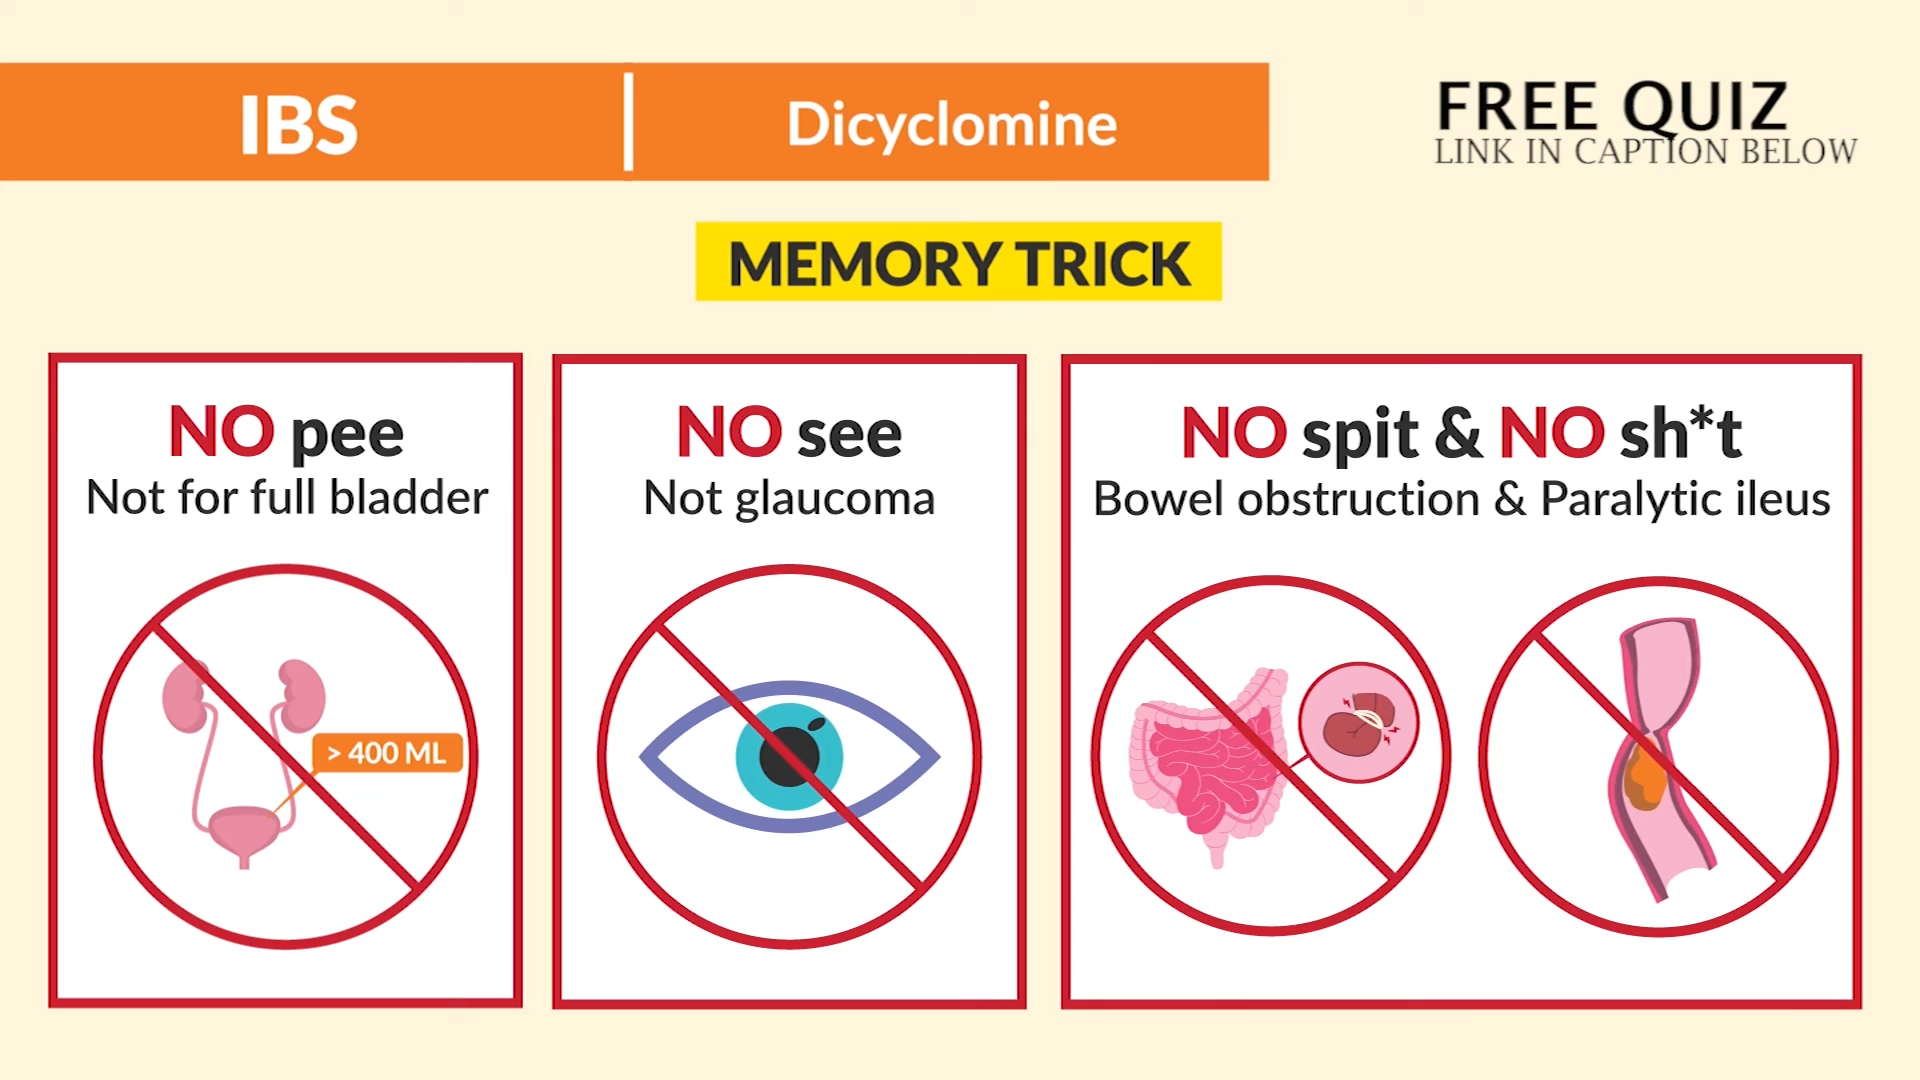 IBS
Dicyclomine
FREE QUIZ
LINK IN CAPTION BELOW
MEMORY TRICK
NO pee
Not for full bladder
> 400 ML
NO see
Not glaucoma
NO spit & NO sh*t
Bowel obstruction & Paralytic ileus